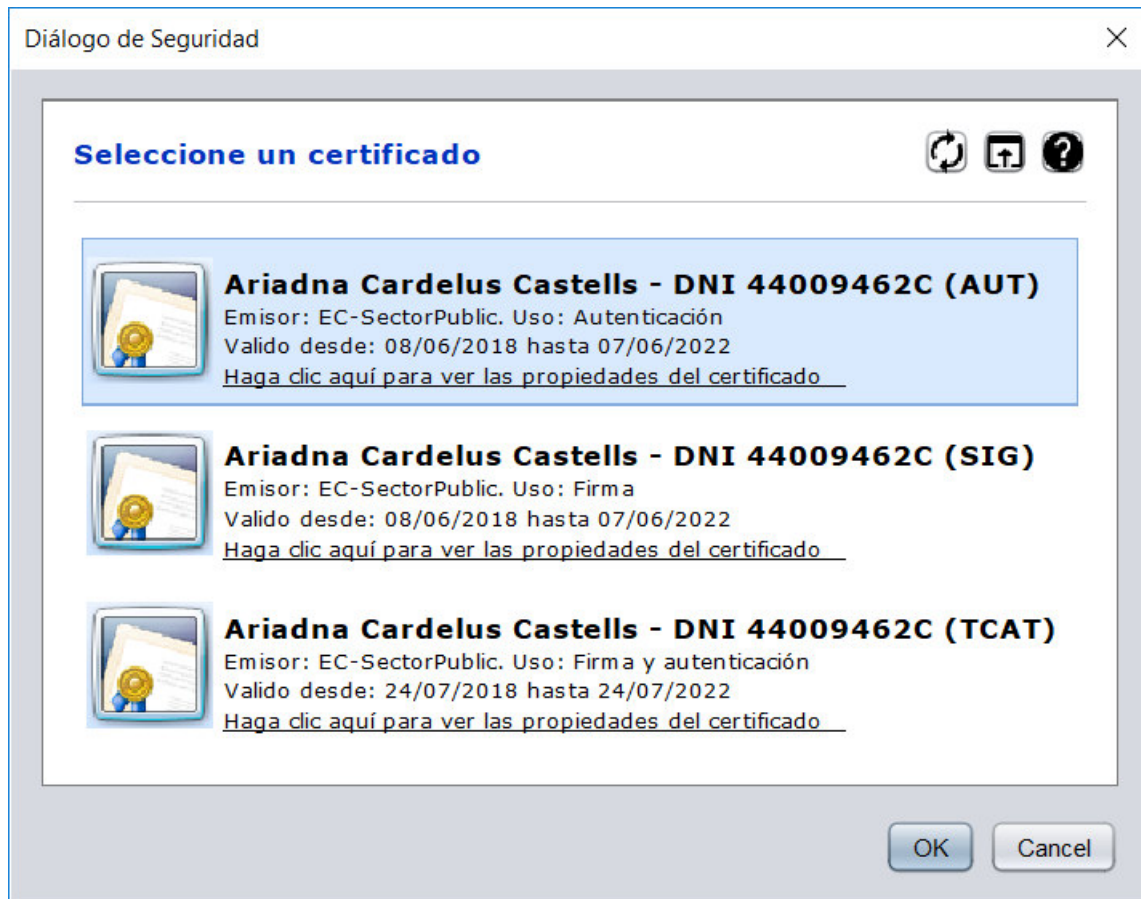 Diálogo de Seguridad
Seleccione un certificado
Ariadna Cardelus Castells - DNI 44009462C (AUT)
Emisor: EC-SectorPublic. Uso: Autenticación
Valido desde: 08/06/2018 hasta 07/06/2022
Haga clic aquí para ver las propiedades del certificado
Ariadna Cardelus Castells - DNI 44009462C (SIG)
Emisor: EC-SectorPublic. Uso: Firma
Valido desde: 08/06/2018 hasta 07/06/2022
Haga clic aquí para ver las propiedades del certificado
Ariadna Cardelus Castells - DNI 44009462C (TCAT)
Emisor: EC-SectorPublic. Uso: Firma y autenticación
Valido desde: 24/07/2018 hasta 24/07/2022
Haga clic aquí para ver las propiedades del certificado
OK Cancel